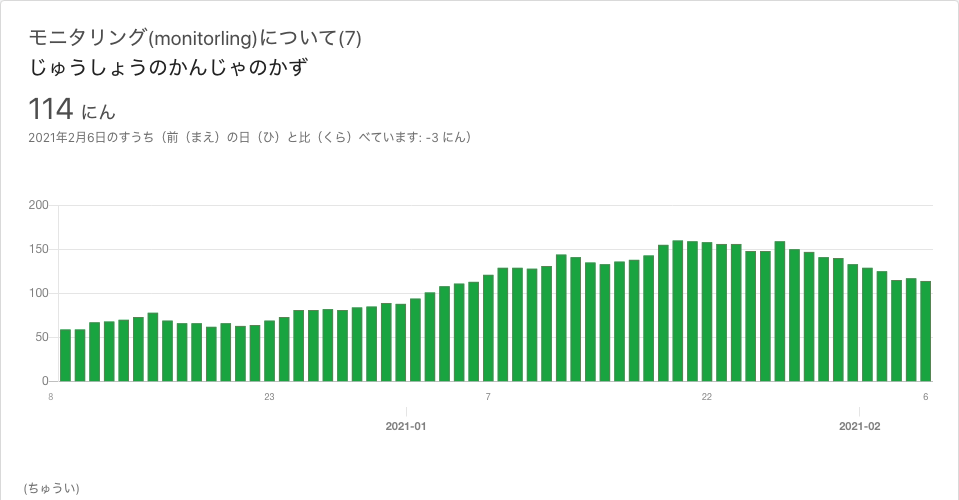 モニタリング(monitorling)について(7)
じゅうしょうのかんじゃのかず
114 にん
2021年2月6日のすうち（前（まえ）の日（ひ）と比（くら）べています: -3 にん）
200
150
100
50
0
8 23 7 22 6
2021-01 2021-02
(ちゅうい)